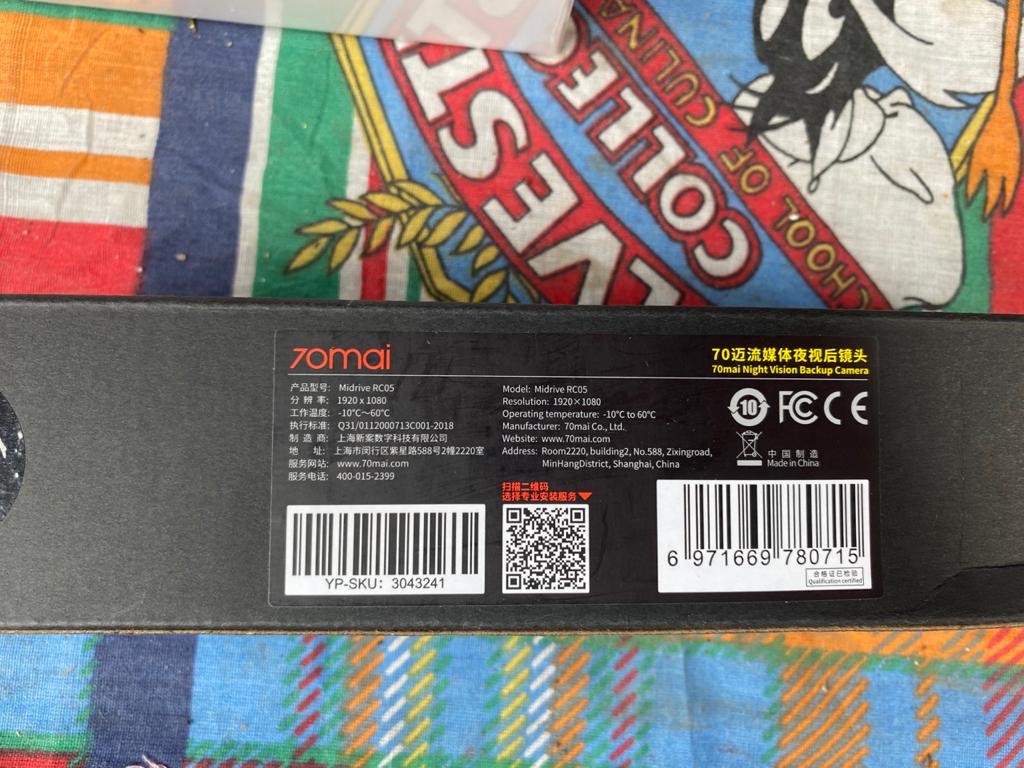 SCHOOL OF CULINA
COLLEG
LVEST
70mai
70迈流媒体夜视后镜头
70mai Night Vision Backup Camera
产品型号: Midrive RC05
分 辨 率: 1920 x 1080
工作温度: -10℃~60℃
执行标准: Q31/0112000713C001-2018
制 造 商: 上海新案数字科技有限公司
地 址: 上海市闵行区紫星路588号2幢2220室
服务网站: www.70mai.com
服务电话: 400-015-2399
Model: Midrive RC05
Resolution: 1920×1080
Operating temperature: -10℃ to 60℃
Manufacturer: 70mai Co., Ltd.
Website: www.70mai.com
Address: Room2220, building2, No.588, Zixingroad,
MinHangDistrict, Shanghai, China
10 FC CE
中 国 制 造
Made in China
扫描二维码
选择专业安装服务
YP-SKU: 3043241
6 971669 780715
合格证已检验
Qualification certified